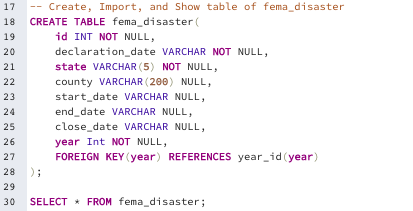 17 -- Create, Import, and Show table of fema_disaster
18 CREATE TABLE fema_disaster(
19 id INT NOT NULL,
20 declaration_date VARCHAR NOT NULL,
21 state VARCHAR(5) NOT NULL,
22 county VARCHAR(200) NULL,
23 start_date VARCHAR NULL,
24 end_date VARCHAR NULL,
25 close_date VARCHAR NULL,
26 year Int NOT NULL,
27 FOREIGN KEY(year) REFERENCES year_id(year)
28 );
29
30 SELECT * FROM fema_disaster;